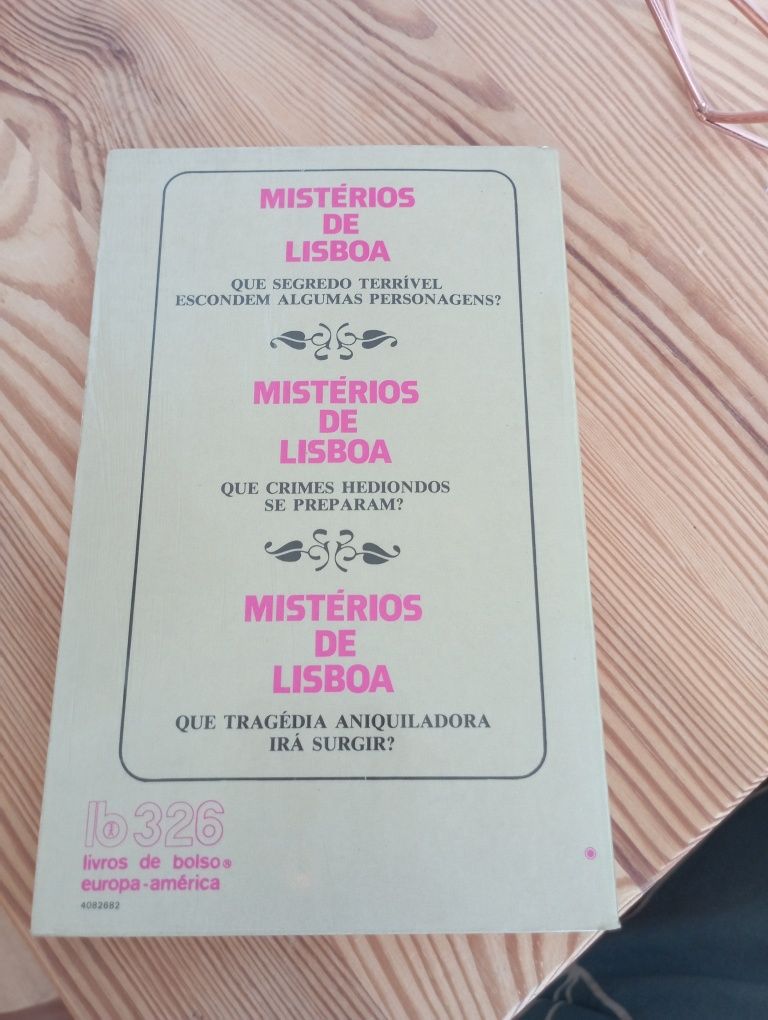 MISTÉRIOS
DE
LISBOA
QUE SEGREDO TERRÍVEL
ESCONDEM ALGUMAS PERSONAGENS?
MISTÉRIOS
DE
LISBOA
QUE CRIMES HEDIONDOS
SE PREPARAM?
MISTÉRIOS
DE
LISBOA
QUE TRAGÉDIA ANIQUILADORA
IRÁ SURGIR?
lb 326
livros de bolso®
europa-américa
4082682